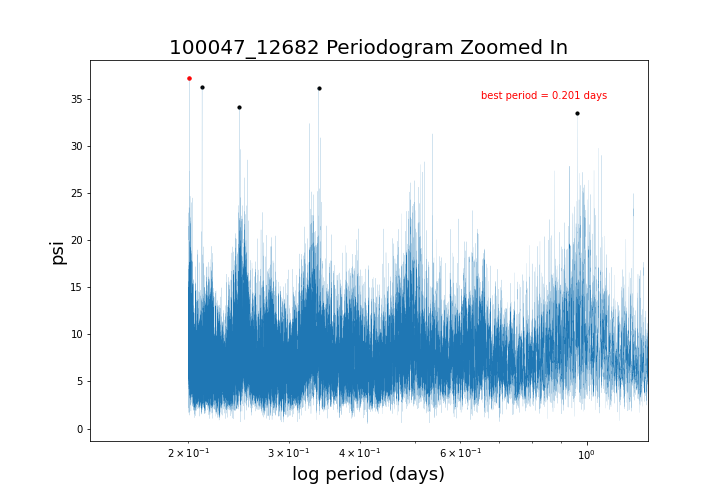 100047_12682 Periodogram Zoomed In
best period = 0.201 days
psi
35
30
25
20
15
10
5
0
2 × 10⁻¹ 3 × 10⁻¹ 4 × 10⁻¹ 6 × 10⁻¹ 10⁰
log period (days)